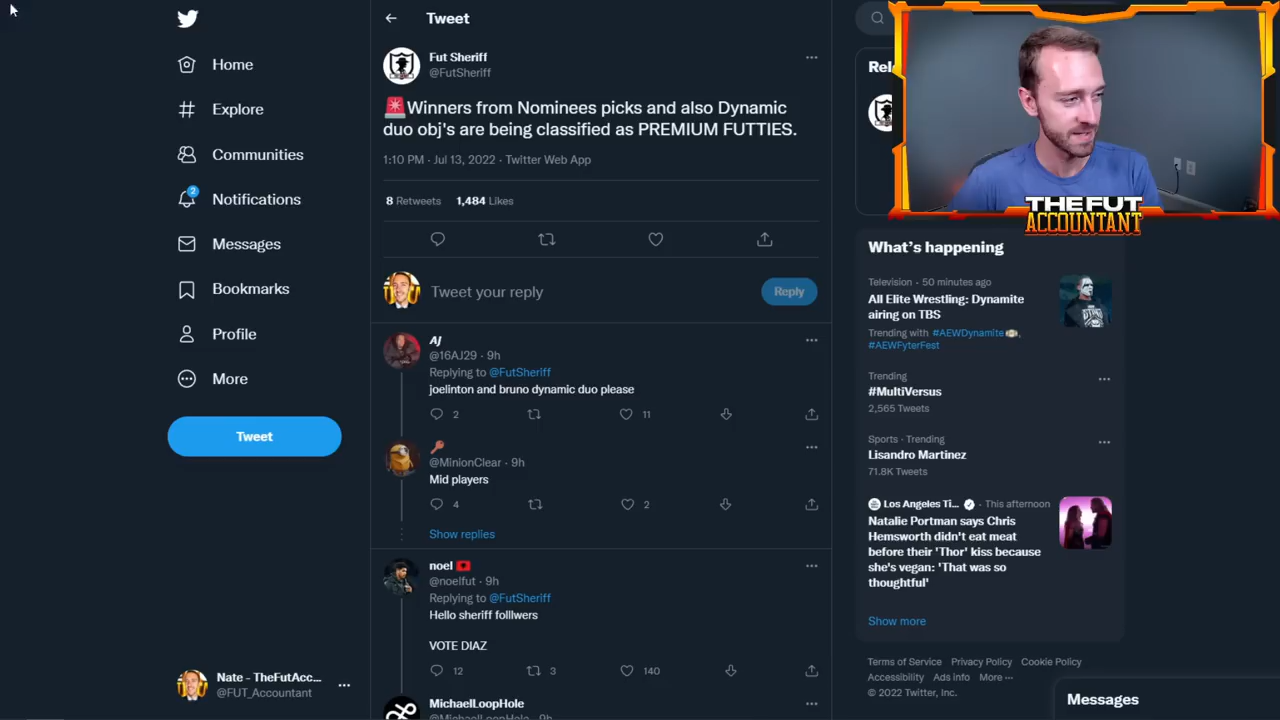 Home
Explore
Communities
2
Notifications
Messages
Bookmarks
Profile
More
Tweet
Nate - TheFutAcc...
@FUT_Accountant
Tweet
Fut Sheriff
@FutSheriff
🚨Winners from Nominees picks and also Dynamic
duo obj's are being classified as PREMIUM FUTTIES.
1:10 PM · Jul 13, 2022 · Twitter Web App
8 Retweets 1,484 Likes
Tweet your reply
Reply
AJ
@16AJ29 · 9h
Replying to @FutSheriff
joelinton and bruno dynamic duo please
2 11
@MinionClear · 9h
Mid players
4 2
Show replies
noel
@noelfut · 9h
Replying to @FutSheriff
Hello sheriff folllwers
VOTE DIAZ
12 3 140
MichaelLoopHole
@MichaelLoopHole · 9h
Rel
THE FUT
ACCOUNTANT
What's happening
Television · 50 minutes ago
All Elite Wrestling: Dynamite
airing on TBS
Trending with #AEWDynamite,
#AEWFyterFest
Trending
#MultiVersus
2,565 Tweets
Sports · Trending
Lisandro Martinez
71.8K Tweets
Los Angeles Ti... · This afternoon
Natalie Portman says Chris
Hemsworth didn't eat meat
before their 'Thor' kiss because
she's vegan: 'That was so
thoughtful'
Show more
Terms of Service Privacy Policy Cookie Policy
Accessibility Ads info More ···
© 2022 Twitter, Inc.
Messages